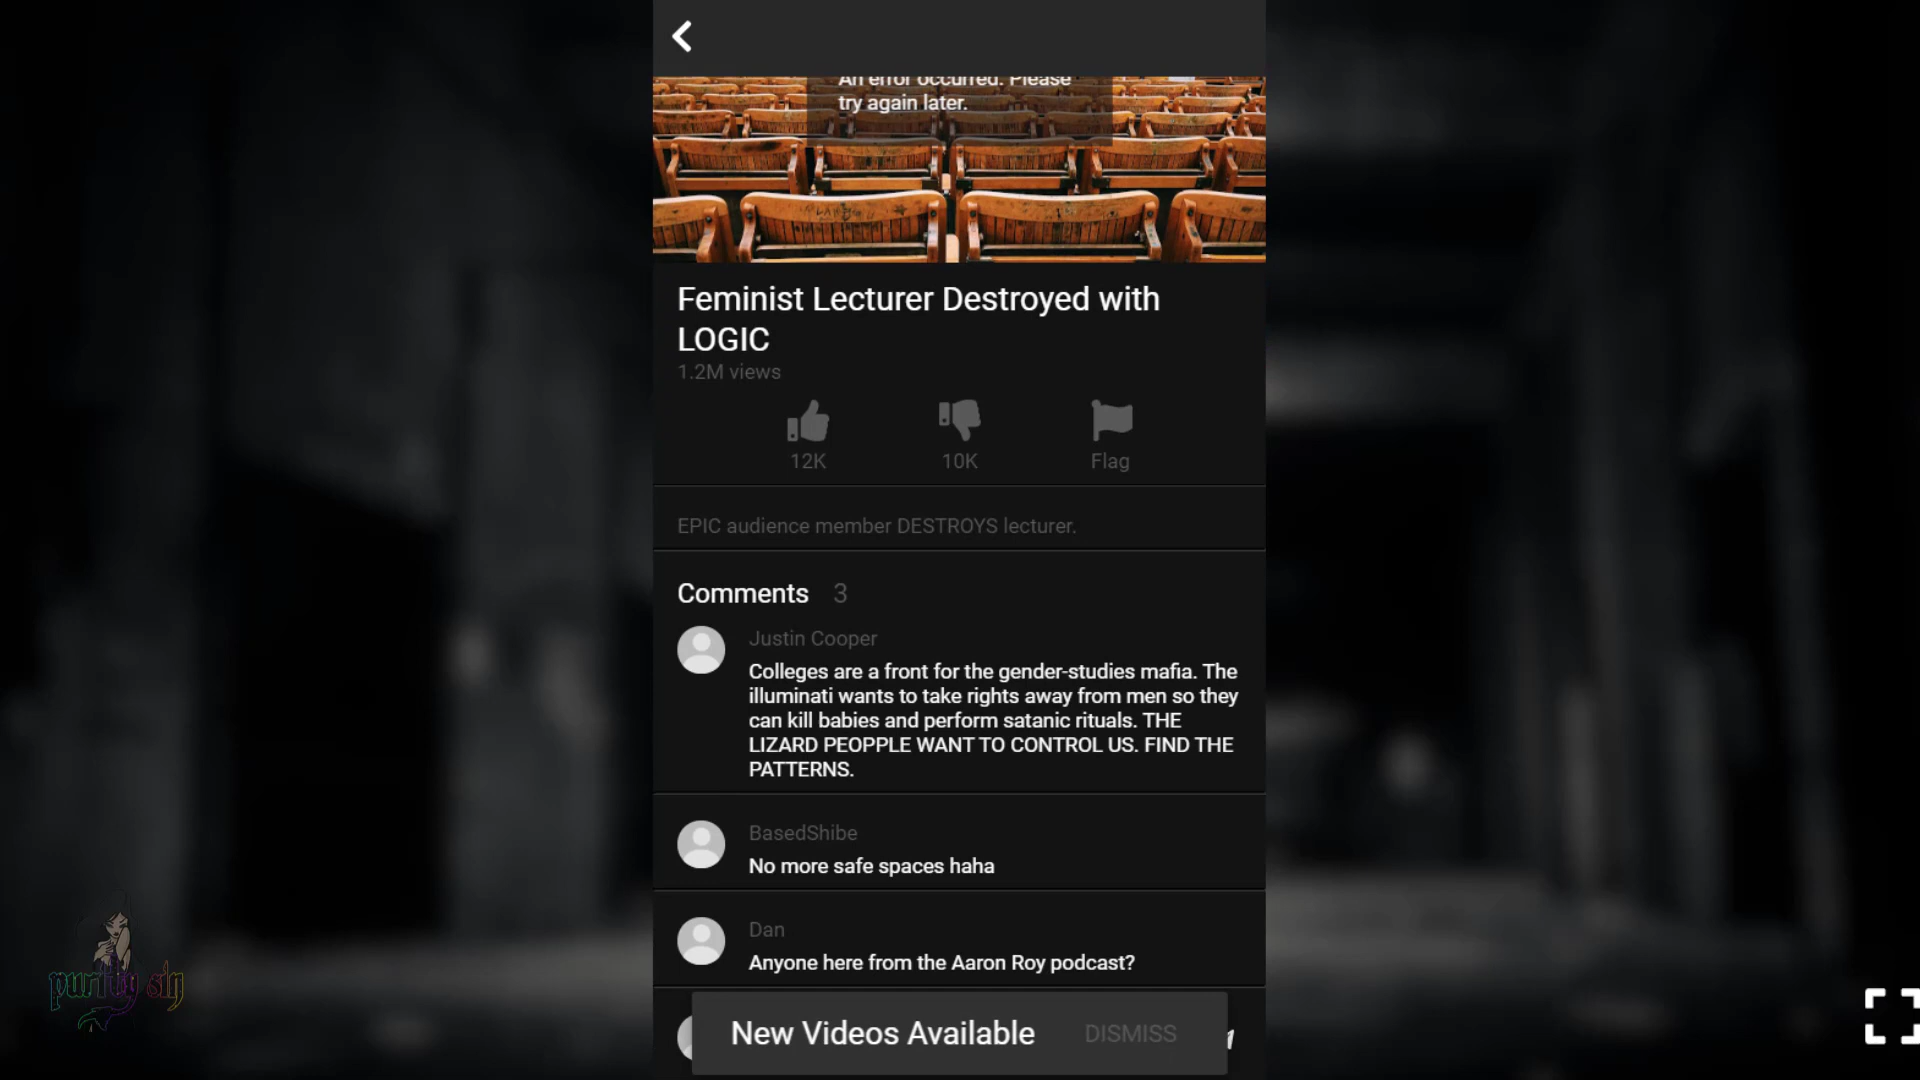 An error occurred. Please
try again later.
Feminist Lecturer Destroyed with
LOGIC
1.2M views
12K
10K
Flag
EPIC audience member DESTROYS lecturer.
Comments 3
Justin Cooper
Colleges are a front for the gender-studies mafia. The
illuminati wants to take rights away from men so they
can kill babies and perform satanic rituals. THE
LIZARD PEOPPLE WANT TO CONTROL US. FIND THE
PATTERNS.
BasedShibe
No more safe spaces haha
Dan
Anyone here from the Aaron Roy podcast?
New Videos Available DISMISS